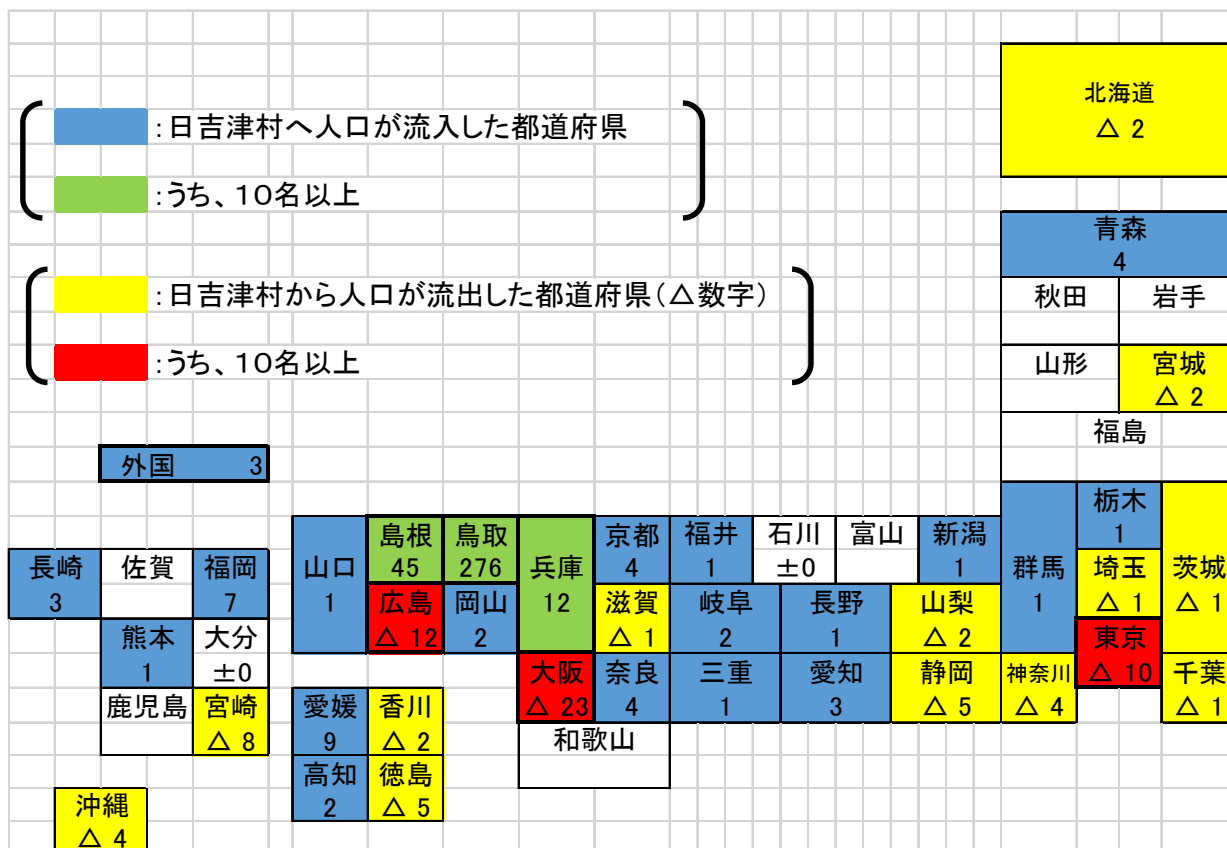 北海道
△ 2
:日吉津村へ人口が流入した都道府県
:うち、10名以上
青森
4
:日吉津村から人口が流出した都道府県(△数字)
秋田 岩手
:うち、10名以上
山形 宮城
△ 2
福島
外国 3
栃木
1
島根 鳥取 京都 福井 石川 富山 新潟
45 276 4 1 ±0 1
山口 兵庫 群馬
1 12 1
長崎 佐賀 福岡
3 7
広島 岡山 滋賀 岐阜 長野 山梨 埼玉 茨城
△ 12 2 △ 1 2 1 △ 2 △ 1 △ 1
熊本 大分
1 ±0
東京
△ 10
大阪 奈良 三重 愛知 静岡 神奈川 千葉
△ 23 4 1 3 △ 5 △ 4 △ 1
鹿児島 宮崎 愛媛 香川
△ 8 9 △ 2
和歌山
高知 徳島
2 △ 5
沖縄
△ 4